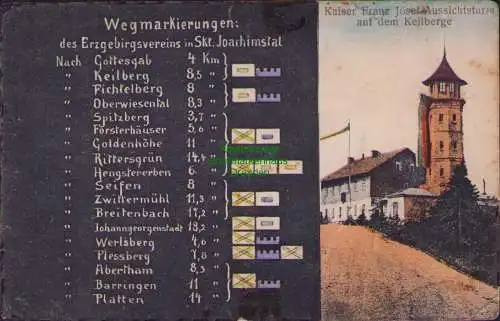 Wegmarkierungen:
des Erzgebirgsvereins in Skt. Joachimstal
Nach Gottesgab 4 Km
" Keilberg 8,5 "
" Fichtelberg 8 "
" Oberwiesental 8,3 "
" Spitzberg 3,7 "
" Försterhäuser 5,6 "
" Goldenhöhe 11 "
" Rittersgrün 14,4 "
" Hengstererben 6 "
" Seifen 8 "
" Zwittermühl 11,3 "
" Breitenbach 17,2 "
" Johanngeorgenstadt 18,2 "
" Werlsberg 4,6 "
" Plessberg 7,8 "
" Abertham 8,3 "
" Barringen 11 "
" Platten 14 "
Kaiser Franz Josef Aussichtsturm
auf dem Keilberge